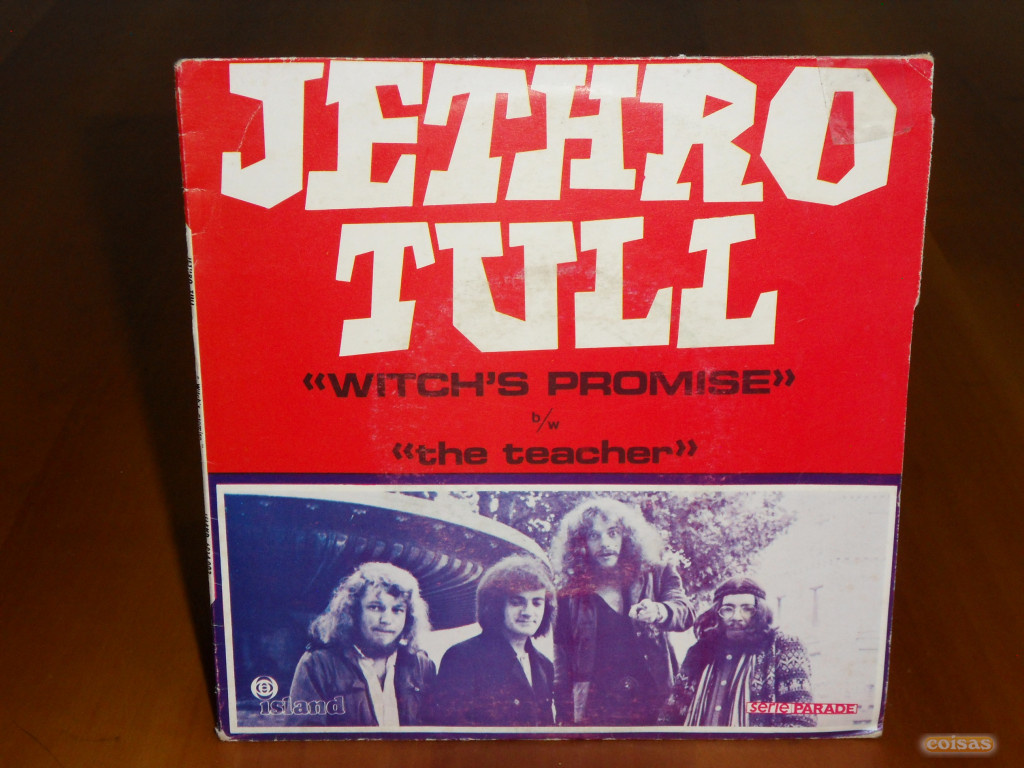 JETHRO
TULL
«WITCH'S PROMISE»
b/w
«the teacher»
island
serie PARADE
coisas